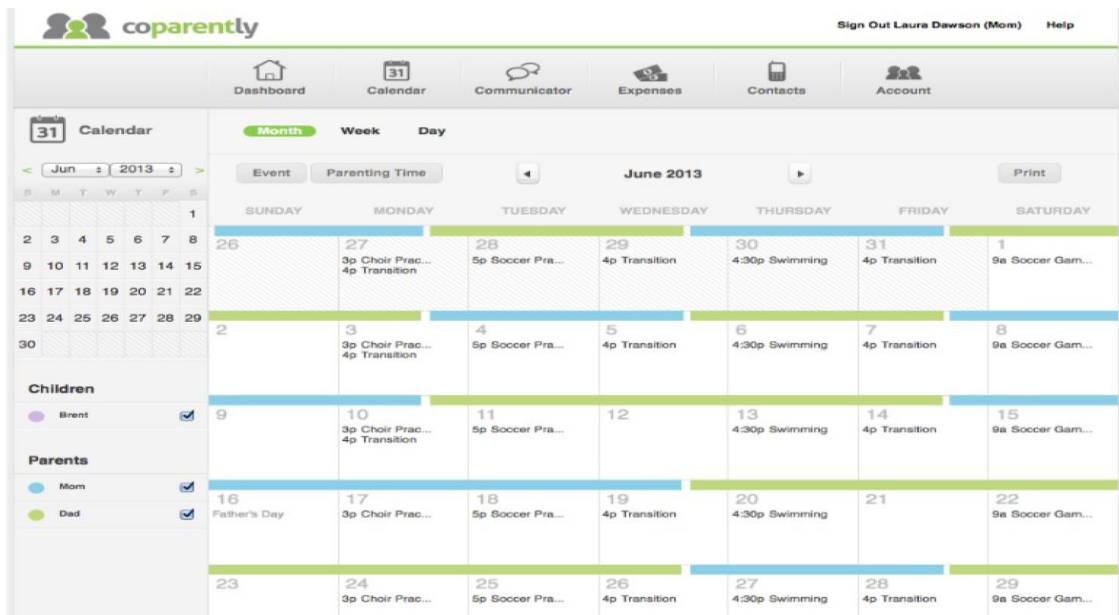 coparently
Sign Out Laura Dawson (Mom) Help
Dashboard Calendar Communicator Expenses Contacts Account
31 Calendar
Month Week Day
< Jun 2013 >
Event Parenting Time June 2013 Print
S M T W T F S
SUNDAY MONDAY TUESDAY WEDNESDAY THURSDAY FRIDAY SATURDAY
1
2 3 4 5 6 7 8
9 10 11 12 13 14 15
16 17 18 19 20 21 22
23 24 25 26 27 28 29
30
Children
Brent
Parents
Mom
Dad
26 27 28 29 30 31 1
3p Choir Prac... 5p Soccer Pra... 4p Transition 4:30p Swimming 4p Transition 9a Soccer Gam...
4p Transition
2 3 4 5 6 7 8
3p Choir Prac... 5p Soccer Pra... 4p Transition 4:30p Swimming 4p Transition 9a Soccer Gam...
4p Transition
9 10 11 12 13 14 15
3p Choir Prac... 5p Soccer Pra... 4:30p Swimming 4p Transition 9a Soccer Gam...
4p Transition
16 17 18 19 20 21 22
Father's Day 3p Choir Prac... 5p Soccer Pra... 4p Transition 4:30p Swimming 9a Soccer Gam...
23 24 25 26 27 28 29
3p Choir Prac... 5p Soccer Pra... 4p Transition 4:30p Swimming 4p Transition 9a Soccer Gam...